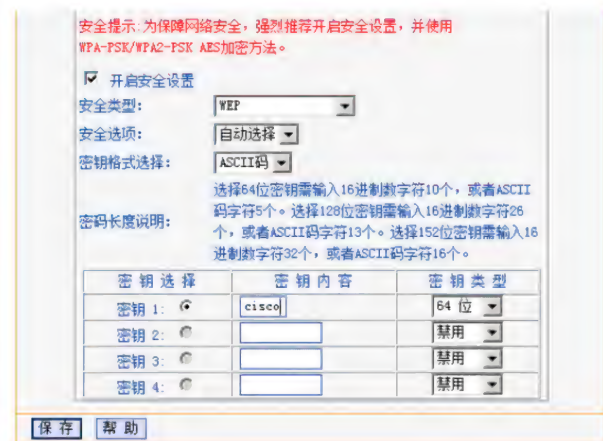 安全提示:为保障网络安全，强烈推荐开启安全设置，并使用
WPA-PSK/WPA2-PSK AES加密方法。
开启安全设置
安全类型： WEP
安全选项： 自动选择
密钥格式选择： ASCII码
选择64位密钥需输入16进制数字符10个，或者ASCII
码字符5个。选择128位密钥需输入16进制数字符26
密码长度说明： 个，或者ASCII码字符13个。选择152位密钥需输入16
进制数字符32个，或者ASCII码字符16个。
密 钥 选 择 密 钥 内 容 密 钥 类 型
密钥 1: cisco 64 位
密钥 2: 禁用
密钥 3: 禁用
密钥 4: 禁用
保 存 帮 助